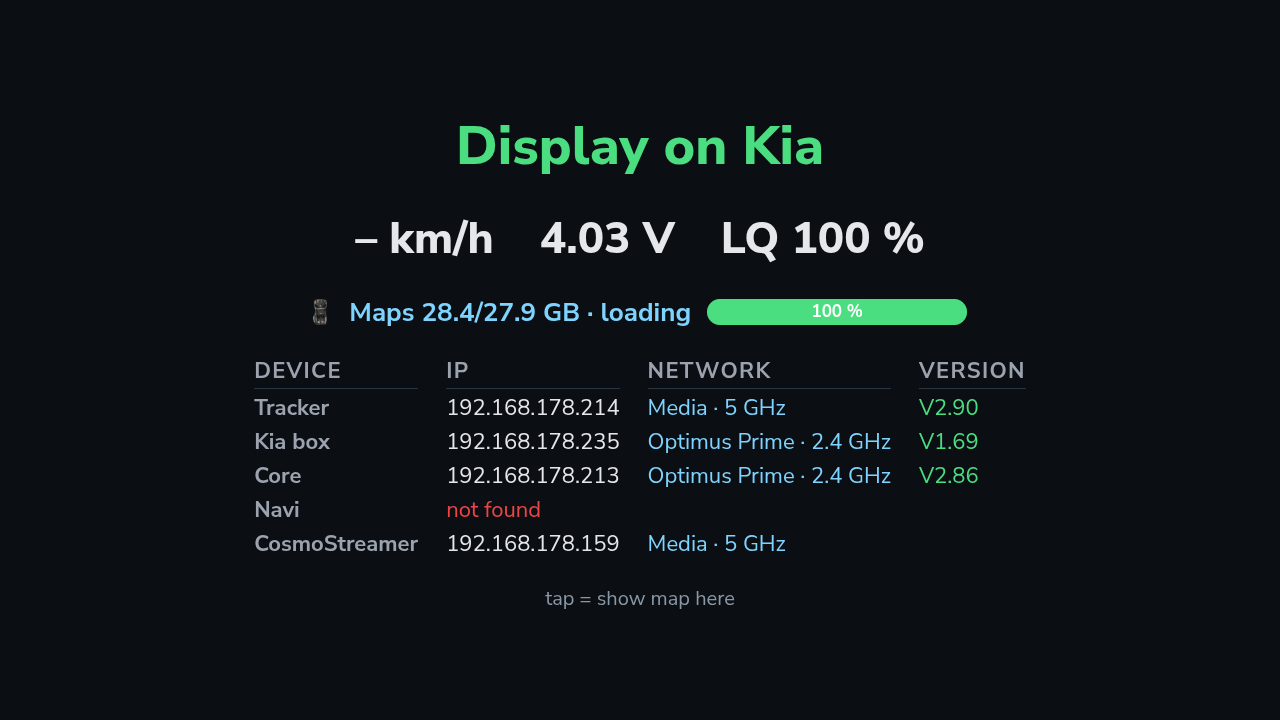 Display on Kia
– km/h 4.03 V LQ 100 %
Maps 28.4/27.9 GB · loading 100 %
DEVICE IP NETWORK VERSION
Tracker 192.168.178.214 Media · 5 GHz V2.90
Kia box 192.168.178.235 Optimus Prime · 2.4 GHz V1.69
Core 192.168.178.213 Optimus Prime · 2.4 GHz V2.86
Navi not found
CosmoStreamer 192.168.178.159 Media · 5 GHz
tap = show map here